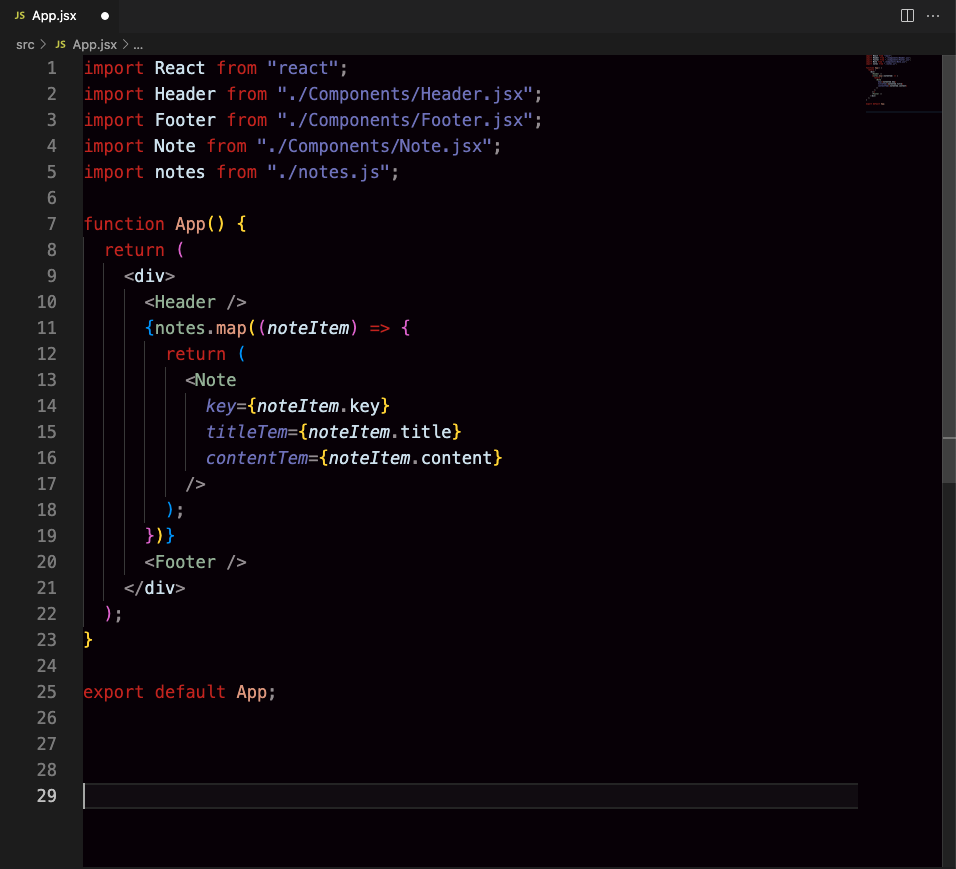 JS App.jsx
src > JS App.jsx > ...
1 import React from "react";
2 import Header from "./Components/Header.jsx";
3 import Footer from "./Components/Footer.jsx";
4 import Note from "./Components/Note.jsx";
5 import notes from "./notes.js";
6
7 function App() {
8   return (
9     <div>
10       <Header />
11       {notes.map((noteItem) => {
12         return (
13           <Note
14             key={noteItem.key}
15             titleTem={noteItem.title}
16             contentTem={noteItem.content}
17           />
18         );
19       })}
20       <Footer />
21     </div>
22   );
23 }
24
25 export default App;
26
27
28
29